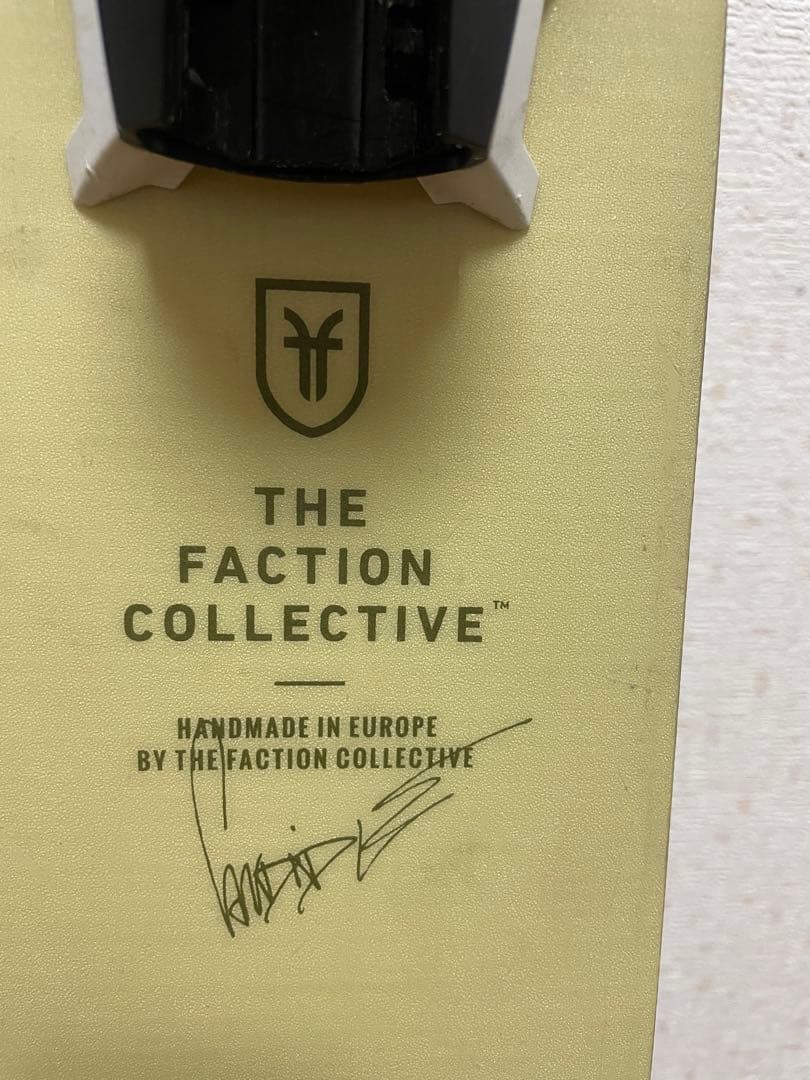 THE
FACTION
COLLECTIVE™
HANDMADE IN EUROPE
BY THE FACTION COLLECTIVE